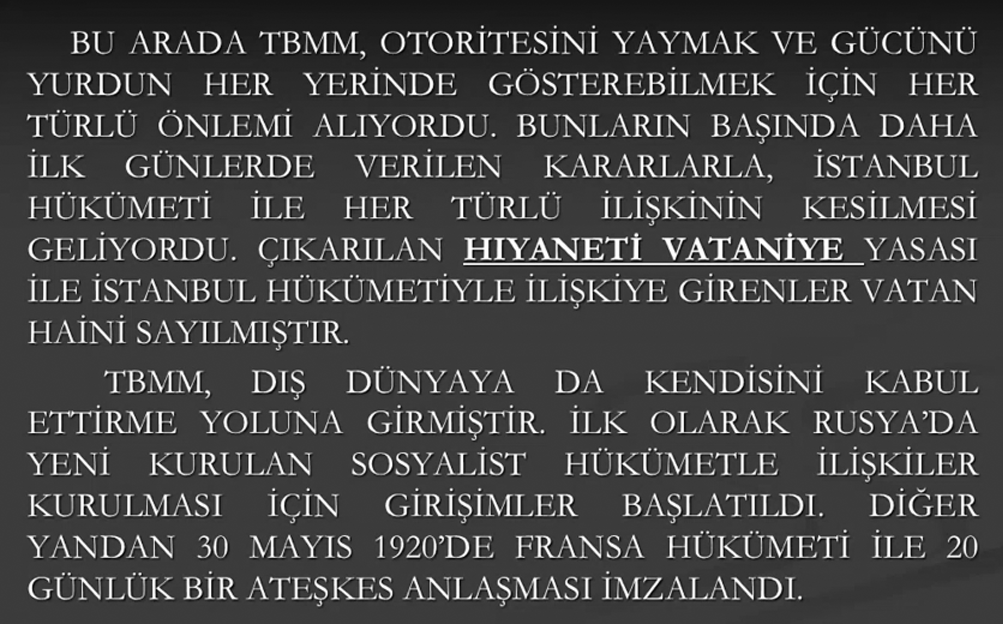 BU ARADA TBMM, OTORİTESİNİ YAYMAK VE GÜCÜNÜ
YURDUN HER YERİNDE GÖSTEREBİLMEK İÇİN HER
TÜRLÜ ÖNLEMİ ALIYORDU. BUNLARIN BAŞINDA DAHA
İLK GÜNLERDE VERİLEN KARARLARLA, İSTANBUL
HÜKÜMETİ İLE HER TÜRLÜ İLİŞKİNİN KESİLMESİ
GELİYORDU. ÇIKARILAN HIYANETİ VATANİYE YASASI
İLE İSTANBUL HÜKÜMETİYLE İLİŞKİYE GİRENLER VATAN
HAİNİ SAYILMIŞTIR.
TBMM, DIŞ DÜNYAYA DA KENDİSİNİ KABUL
ETTİRME YOLUNA GİRMİŞTİR. İLK OLARAK RUSYA’DA
YENİ KURULAN SOSYALİST HÜKÜMETLE İLİŞKİLER
KURULMASI İÇİN GİRİŞİMLER BAŞLATILDI. DİĞER
YANDAN 30 MAYIS 1920’DE FRANSA HÜKÜMETİ İLE 20
GÜNLÜK BİR ATEŞKES ANLAŞMASI İMZALANDI.